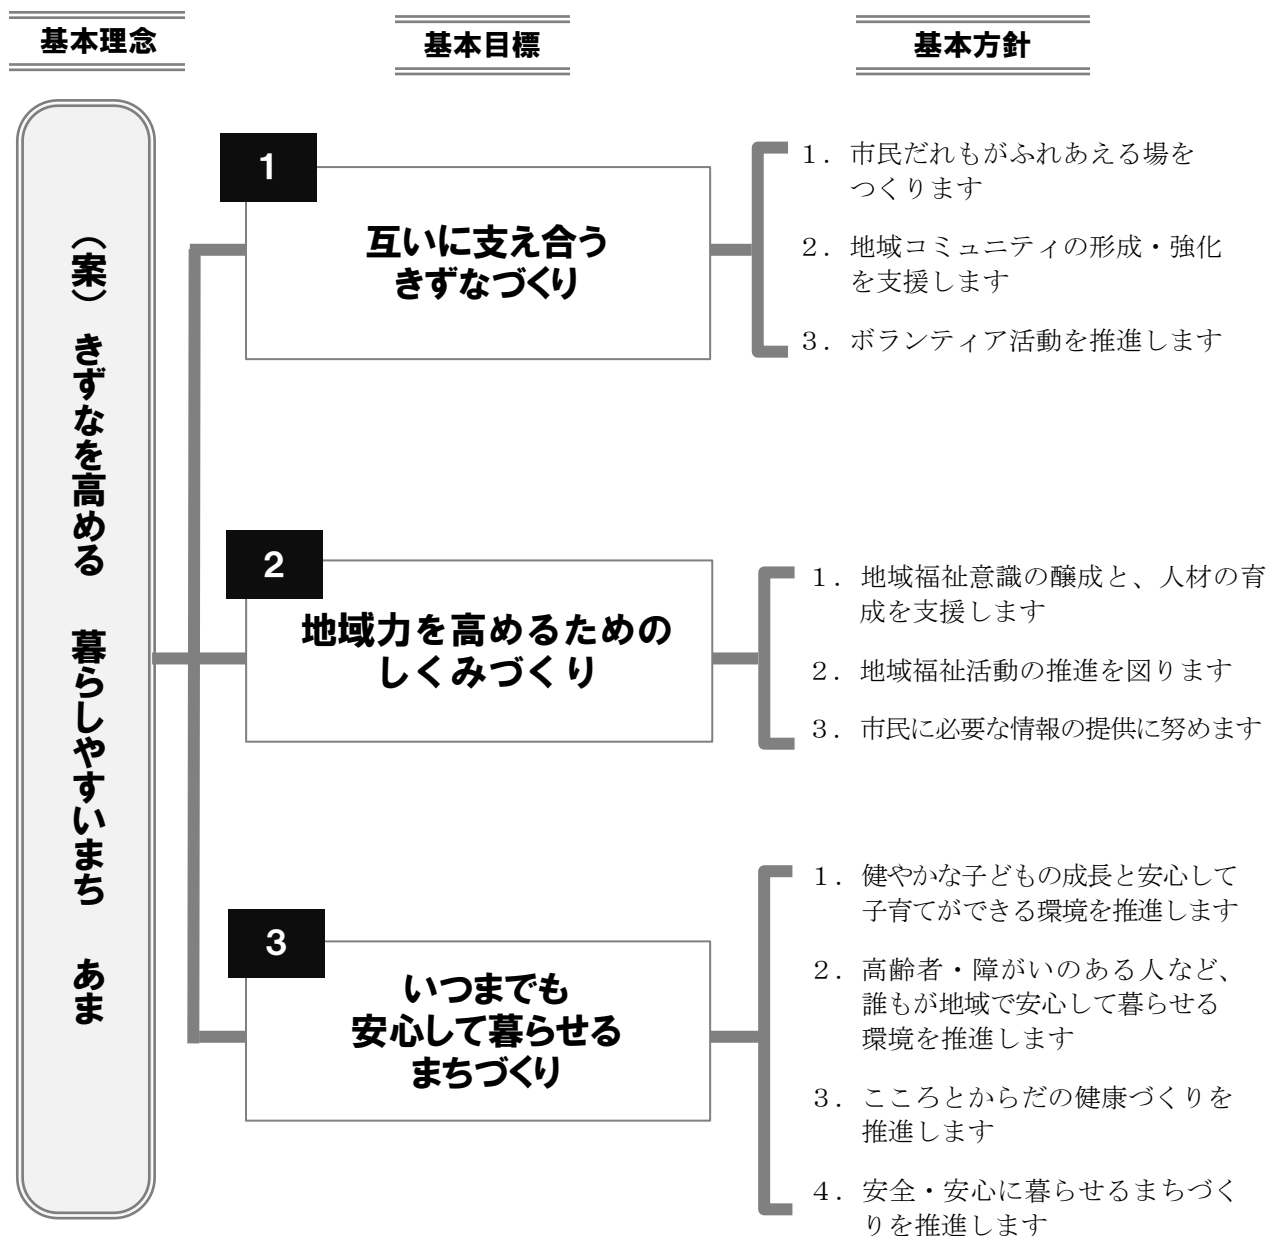 基本理念
基本目標
基本方針
（案） きずなを高める 暮らしやすいまち あま
1
互いに支え合う
きずなづくり
１．市民だれもがふれあえる場を
つくります
２．地域コミュニティの形成・強化
を支援します
３．ボランティア活動を推進します
2
地域力を高めるための
しくみづくり
１．地域福祉意識の醸成と、人材の育
成を支援します
２．地域福祉活動の推進を図ります
３．市民に必要な情報の提供に努めます
3
いつまでも
安心して暮らせる
まちづくり
１．健やかな子どもの成長と安心して
子育てができる環境を推進します
２．高齢者・障がいのある人など、
誰もが地域で安心して暮らせる
環境を推進します
３．こころとからだの健康づくりを
推進します
４．安全・安心に暮らせるまちづく
りを推進します